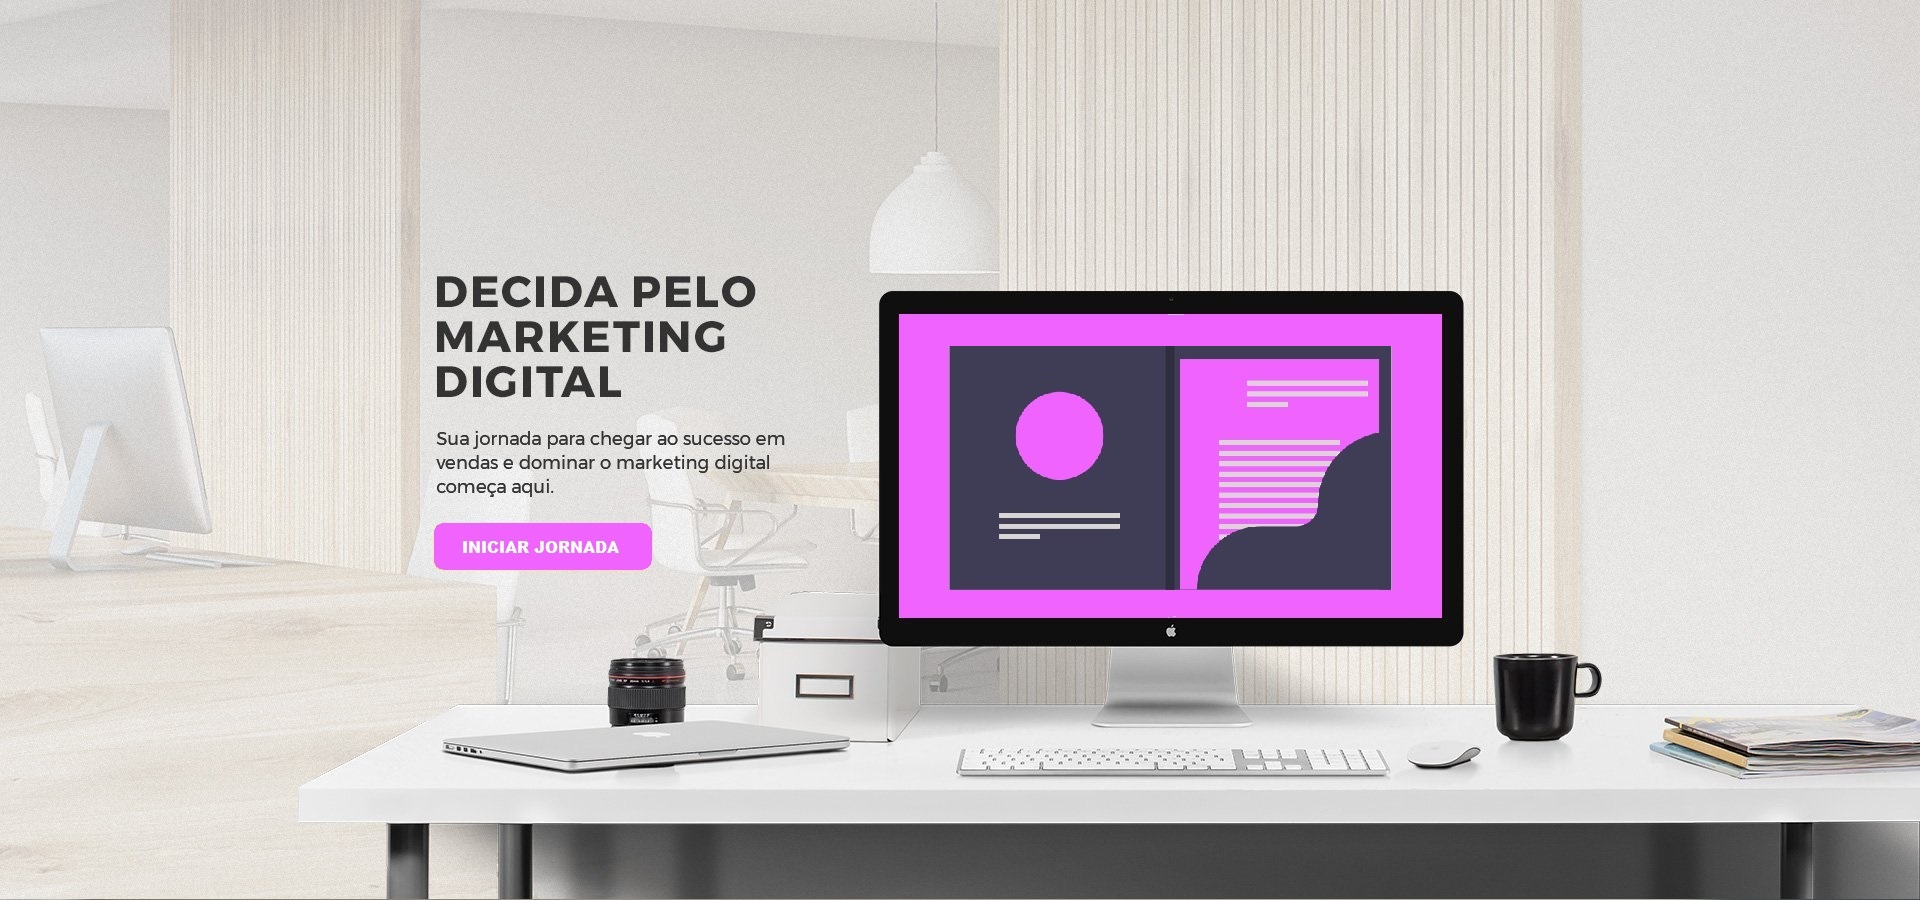 DECIDA PELO
MARKETING
DIGITAL
Sua jornada para chegar ao sucesso em
vendas e dominar o marketing digital
começa aqui.
INICIAR JORNADA